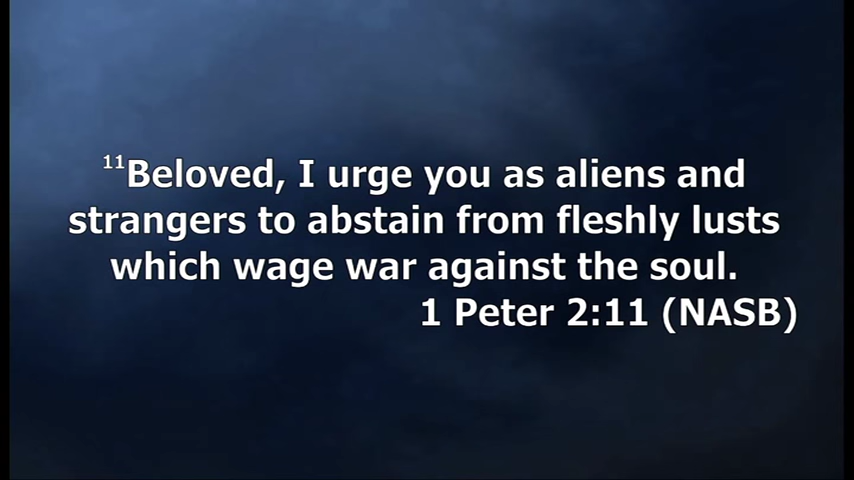 11Beloved, I urge you as aliens and
strangers to abstain from fleshly lusts
which wage war against the soul.
1 Peter 2:11 (NASB)